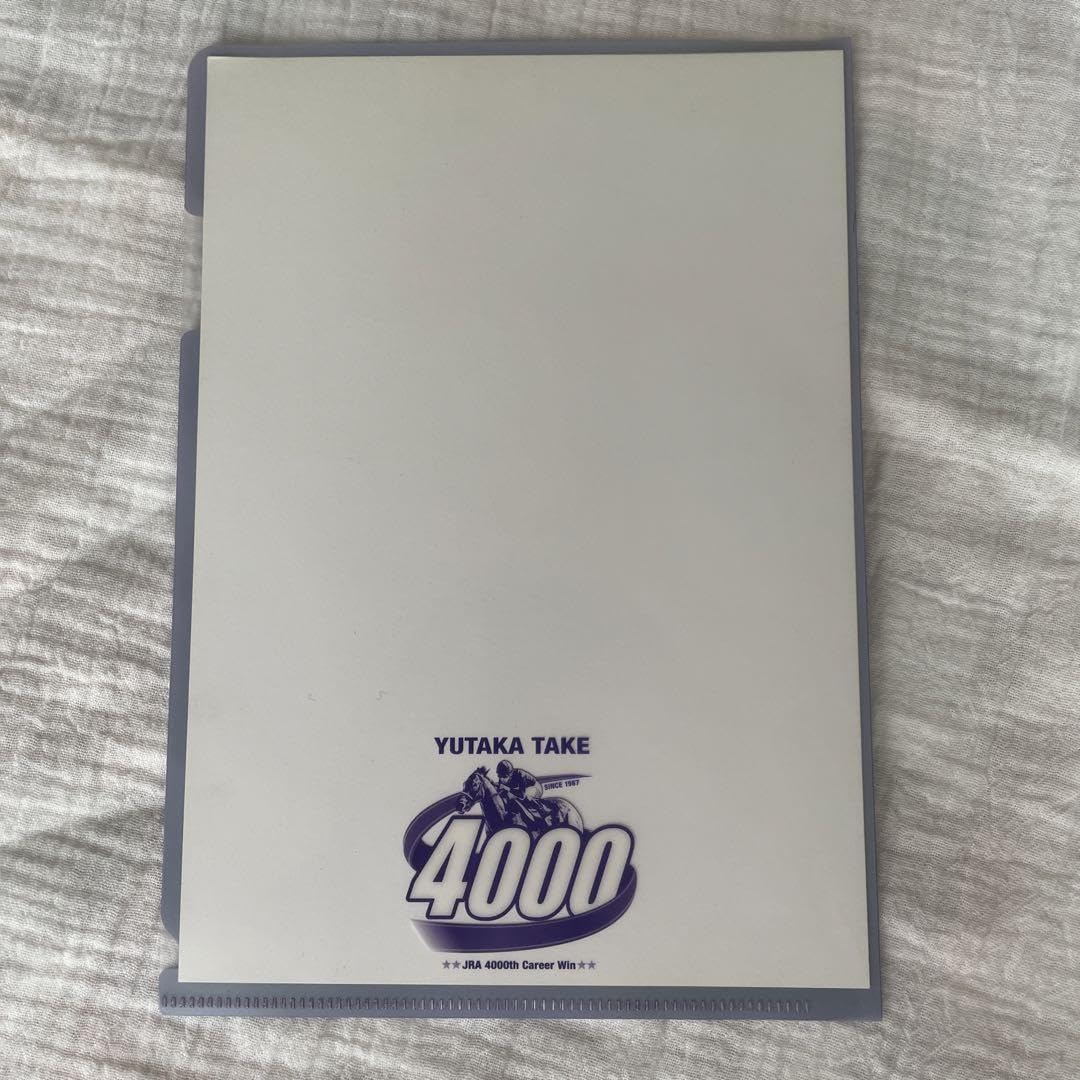 YUTAKA TAKE
SINCE 1987
4000
★★JRA 4000th Career Win★★